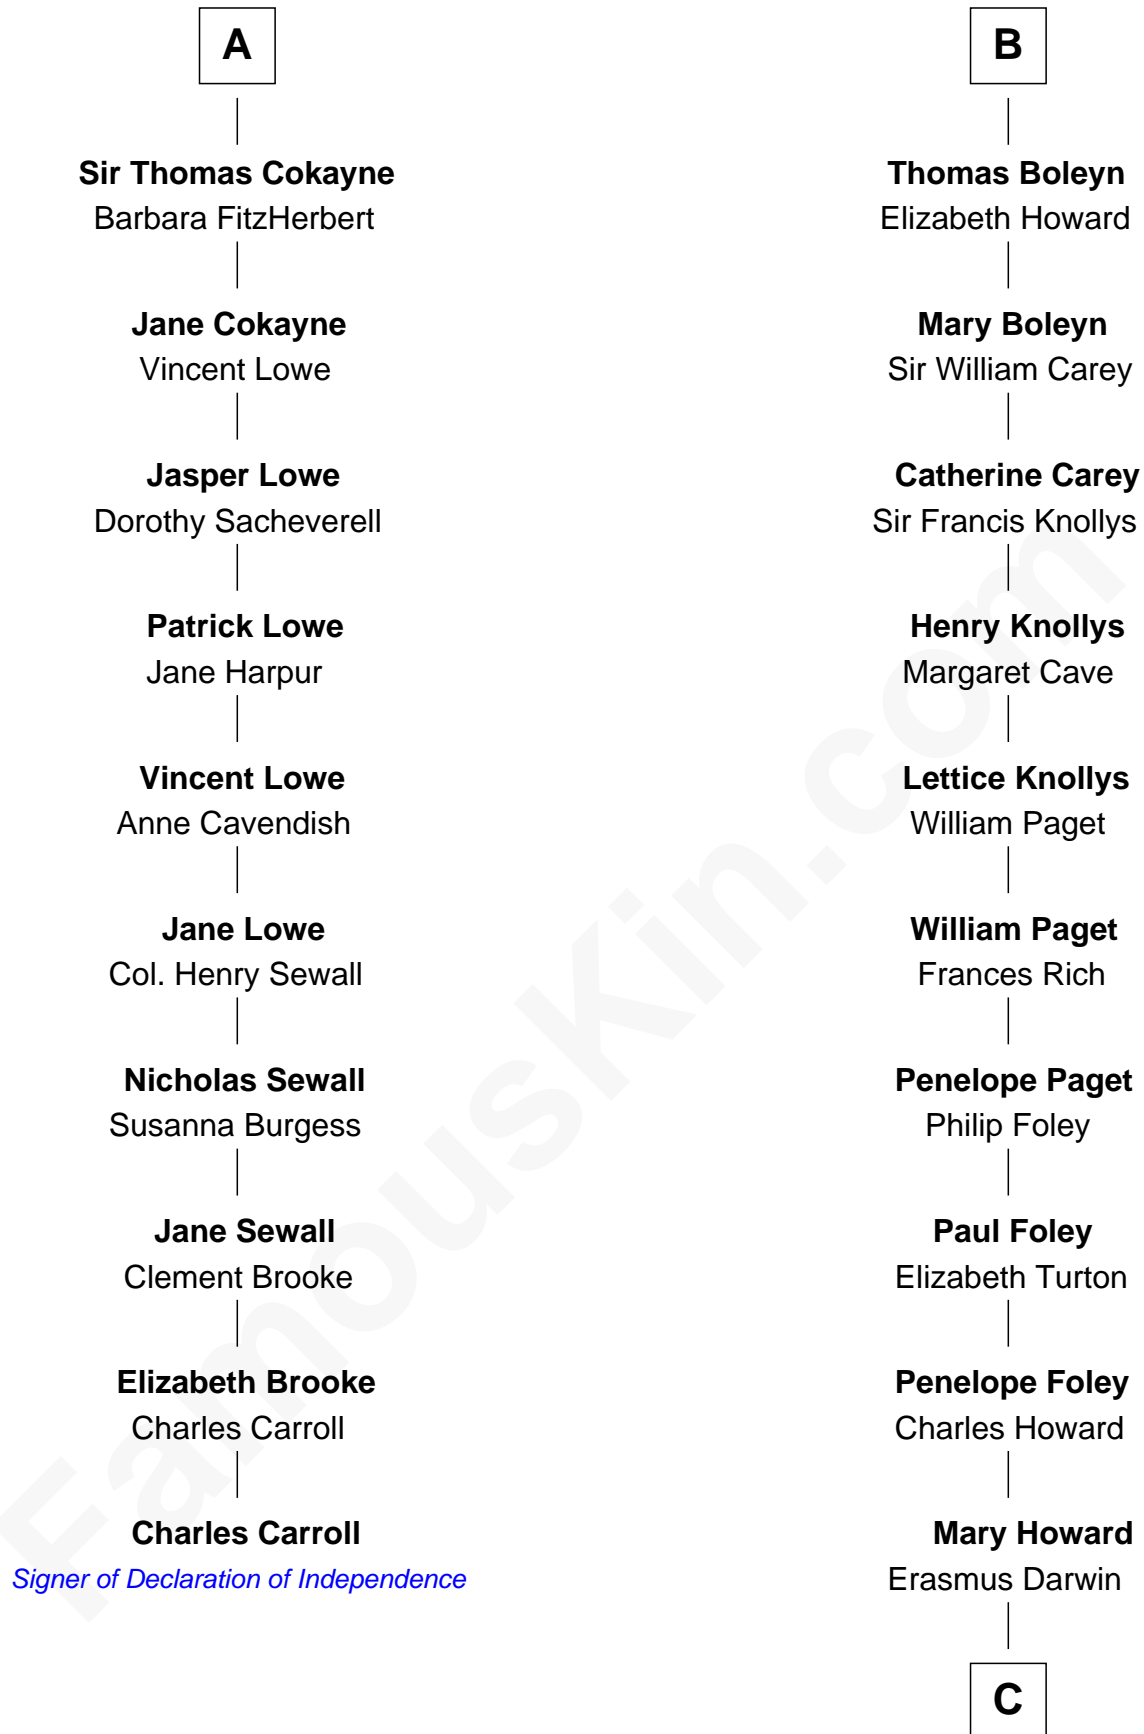 A
Sir Thomas Cokayne
Barbara FitzHerbert
Jane Cokayne
Vincent Lowe
Jasper Lowe
Dorothy Sacheverell
Patrick Lowe
Jane Harpur
Vincent Lowe
Anne Cavendish
Jane Lowe
Col. Henry Sewall
Nicholas Sewall
Susanna Burgess
Jane Sewall
Clement Brooke
Elizabeth Brooke
Charles Carroll
Charles Carroll
Signer of Declaration of Independence
B
Thomas Boleyn
Elizabeth Howard
Mary Boleyn
Sir William Carey
Catherine Carey
Sir Francis Knollys
Henry Knollys
Margaret Cave
Lettice Knollys
William Paget
William Paget
Frances Rich
Penelope Paget
Philip Foley
Paul Foley
Elizabeth Turton
Penelope Foley
Charles Howard
Mary Howard
Erasmus Darwin
C
FamousKin.com